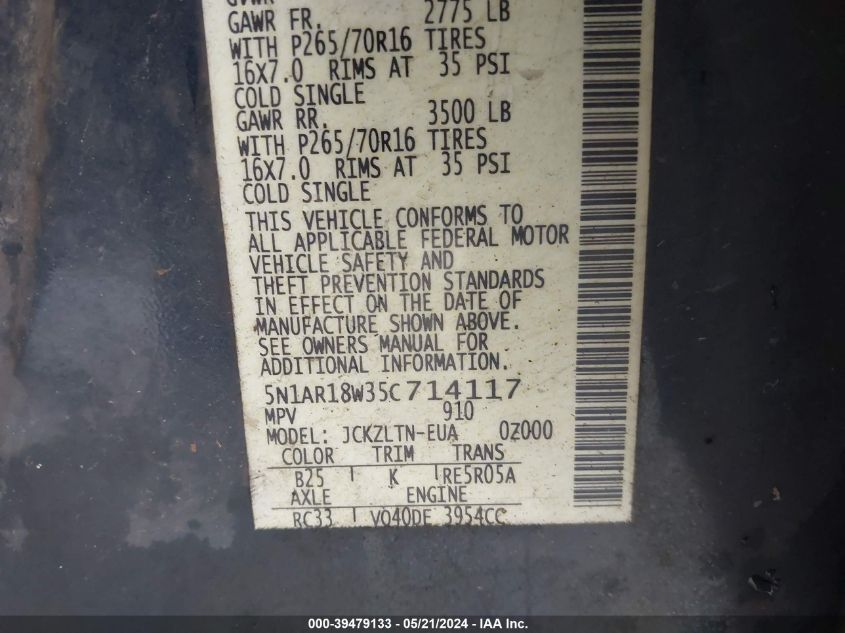 GVWR
GAWR FR. 2775 LB
WITH P265/70R16 TIRES
16X7.0 RIMS AT 35 PSI
COLD SINGLE
GAWR RR. 3500 LB
WITH P265/70R16 TIRES
16X7.0 RIMS AT 35 PSI
COLD SINGLE
THIS VEHICLE CONFORMS TO
ALL APPLICABLE FEDERAL MOTOR
VEHICLE SAFETY AND
THEFT PREVENTION STANDARDS
IN EFFECT ON THE DATE OF
MANUFACTURE SHOWN ABOVE.
SEE OWNERS MANUAL FOR
ADDITIONAL INFORMATION.
5N1AR18W35C714117
MPV 910
MODEL: JCKZLTN-EUA 0Z000
COLOR TRIM TRANS
B25 K RE5R05A
AXLE ENGINE
RC33 VQ40DE 3954CC
000-39479133 - 05/21/2024 - IAA Inc.